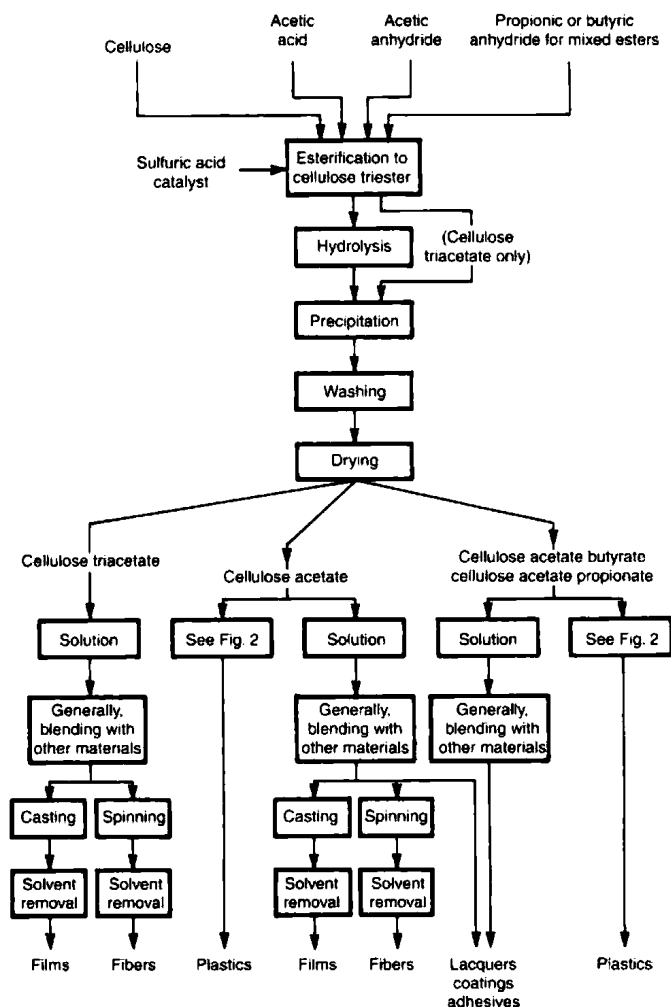 Cellulose
Acetic
acid
Acetic
anhydride
Propionic or butyric
anhydride for mixed esters
Sulfuric acid
catalyst
Esterification to
cellulose triester
Hydrolysis
(Cellulose
triacetate only)
Precipitation
Washing
Drying
Cellulose triacetate
Cellulose acetate
Cellulose acetate butyrate
cellulose acetate propionate
Solution
See Fig. 2
Solution
Solution
See Fig. 2
Generally,
blending with
other materials
Generally,
blending with
other materials
Generally,
blending with
other materials
Casting
Spinning
Casting
Spinning
Solvent
removal
Solvent
removal
Solvent
removal
Solvent
removal
Films
Fibers
Plastics
Films
Fibers
Lacquers
coatings
adhesives
Plastics